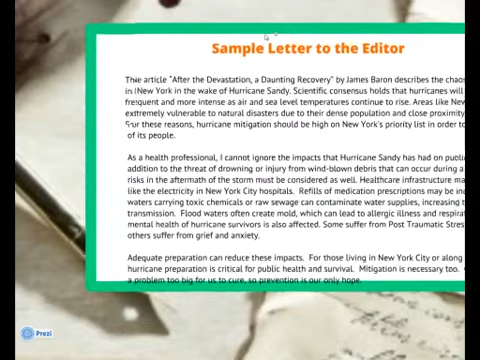 Sample Letter to the Editor
This article “After the Devastation, a Daunting Recovery” by James Baron describes the chaos
in New York in the wake of Hurricane Sandy. Scientific consensus holds that hurricanes will
frequent and more intense as air and sea level temperatures continue to rise. Areas like New
extremely vulnerable to natural disasters due to their dense population and close proximity
For these reasons, hurricane mitigation should be high on New York's priority list in order to
of its people.
As a health professional, I cannot ignore the impacts that Hurricane Sandy has had on publi
addition to the threat of drowning or injury from wind-blown debris that can occur during a
risks in the aftermath of the storm must be considered as well. Healthcare infrastructure ma
like the electricity in New York City hospitals. Refills of medication prescriptions may be in
waters carrying toxic chemicals or raw sewage can contaminate water supplies, increasing t
transmission. Flood waters often create mold, which can lead to allergic illness and respirat
mental health of hurricane survivors is also affected. Some suffer from Post Traumatic Stres
others suffer from grief and anxiety.
Adequate preparation can reduce these impacts. For those living in New York City or along
hurricane preparation is critical for public health and survival. Mitigation is necessary too.
a problem too big for us to cure, so prevention is our only hope.
Prezi